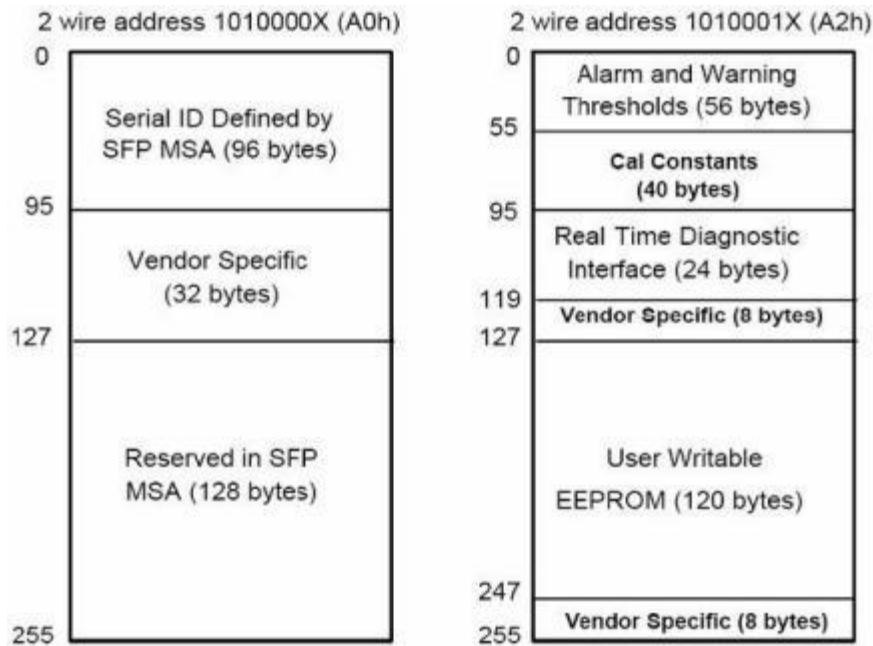 2 wire address 1010000X (A0h)
0
Serial ID Defined by
SFP MSA (96 bytes)
95
Vendor Specific
(32 bytes)
127
Reserved in SFP
MSA (128 bytes)
255
2 wire address 1010001X (A2h)
0
Alarm and Warning
Thresholds (56 bytes)
55
Cal Constants
(40 bytes)
95
Real Time Diagnostic
Interface (24 bytes)
119
Vendor Specific (8 bytes)
127
User Writable
EEPROM (120 bytes)
247
Vendor Specific (8 bytes)
255